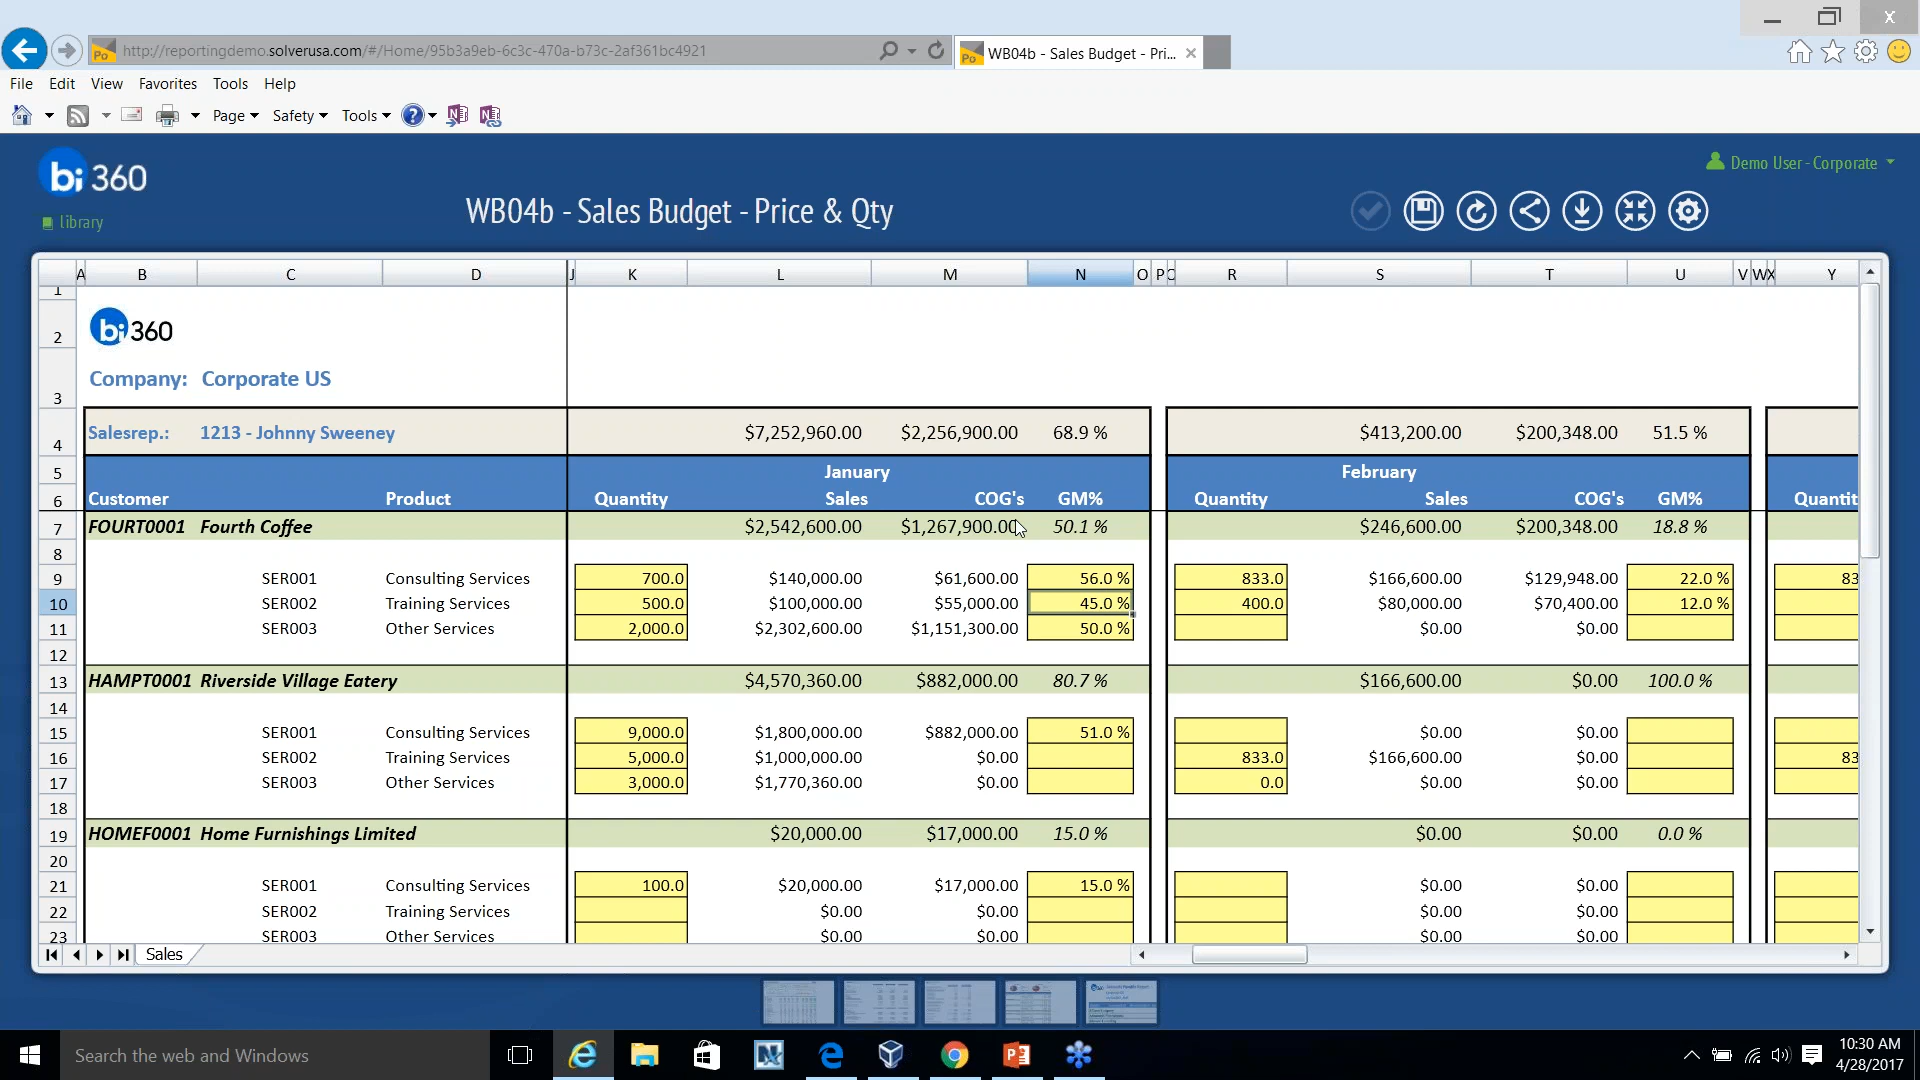 http://reportingdemo.solverusa.com/#/Home/95b3a9eb-6c3c-470a-b73c-2af361bc4921
WB04b - Sales Budget - Pri...
File Edit View Favorites Tools Help
Page Safety Tools
bi 360
Demo User - Corporate
WB04b - Sales Budget - Price & Qty
library
A B C D J K L M N O P R S T U V W X Y
1
2 bi 360
3 Company: Corporate US
4 Salesrep.: 1213 - Johnny Sweeney $7,252,960.00 $2,256,900.00 68.9 % $413,200.00 $200,348.00 51.5 %
5 January February
6 Customer Product Quantity Sales COG's GM% Quantity Sales COG's GM% Quantit
7 FOURT0001 Fourth Coffee $2,542,600.00 $1,267,900.00 50.1 % $246,600.00 $200,348.00 18.8 %
8
9 SER001 Consulting Services 700.0 $140,000.00 $61,600.00 56.0 % 833.0 $166,600.00 $129,948.00 22.0 % 83
10 SER002 Training Services 500.0 $100,000.00 $55,000.00 45.0 % 400.0 $80,000.00 $70,400.00 12.0 %
11 SER003 Other Services 2,000.0 $2,302,600.00 $1,151,300.00 50.0 % $0.00 $0.00
12
13 HAMPT0001 Riverside Village Eatery $4,570,360.00 $882,000.00 80.7 % $166,600.00 $0.00 100.0 %
14
15 SER001 Consulting Services 9,000.0 $1,800,000.00 $882,000.00 51.0 % $0.00 $0.00
16 SER002 Training Services 5,000.0 $1,000,000.00 $0.00 833.0 $166,600.00 $0.00 83
17 SER003 Other Services 3,000.0 $1,770,360.00 $0.00 0.0 $0.00 $0.00
18
19 HOMEF0001 Home Furnishings Limited $20,000.00 $17,000.00 15.0 % $0.00 $0.00 0.0 %
20
21 SER001 Consulting Services 100.0 $20,000.00 $17,000.00 15.0 % $0.00 $0.00
22 SER002 Training Services $0.00 $0.00 $0.00 $0.00
23 SER003 Other Services $0.00 $0.00 $0.00 $0.00
Sales
Search the web and Windows
10:30 AM
4/28/2017